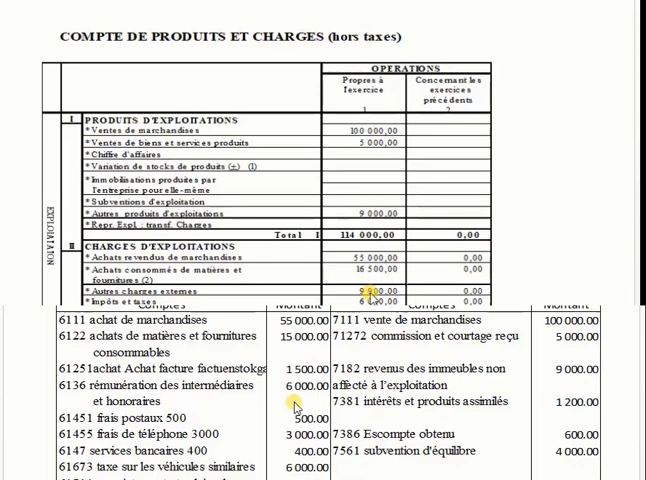 COMPTE DE PRODUITS ET CHARGES (hors taxes)
OPERATIONS
Propres à l'exercice
Concernant les exercices précédents
1
2
EXPLOITATION
I PRODUITS D'EXPLOITATIONS
* Ventes de marchandises 100 000,00
* Ventes de biens et services produits 5 000,00
* Chiffre d'affaires
* Variation de stocks de produits (±) (1)
* Immobilisations produites par
l'entreprise pour elle-même
* Subventions d'exploitation
* Autres produits d'exploitations 9 000,00
* Repr. Expl : transf. Charges
Total I 114 000,00 0,00
II CHARGES D'EXPLOITATIONS
* Achats revendus de marchandises 55 000,00 0,00
* Achats consommés de matières et 16 500,00 0,00
fournitures (2)
* Autres charges externes 9 900,00 0,00
* Impôts et taxes 0,00
Comptes Montant Comptes Montant
6111 achat de marchandises 55 000.00 7111 vente de marchandises 100 000.00
6122 achats de matières et fournitures 15 000.00 71272 commission et courtage reçu 5 000.00
consommables
61251achat Achat facture 1 500.00 7182 revenus des immeubles non 9 000.00
6136 rémunération des intermédiaires 6 000.00 affecté à l'exploitation
et honoraires 7381 intérêts et produits assimilés 1 200.00
61451 frais postaux 500 500.00
61455 frais de téléphone 3000 3 000.00 7386 Escompte obtenu 600.00
6147 services bancaires 400 400.00 7561 subvention d'équilibre 4 000.00
61673 taxe sur les véhicules similaires 6 000.00